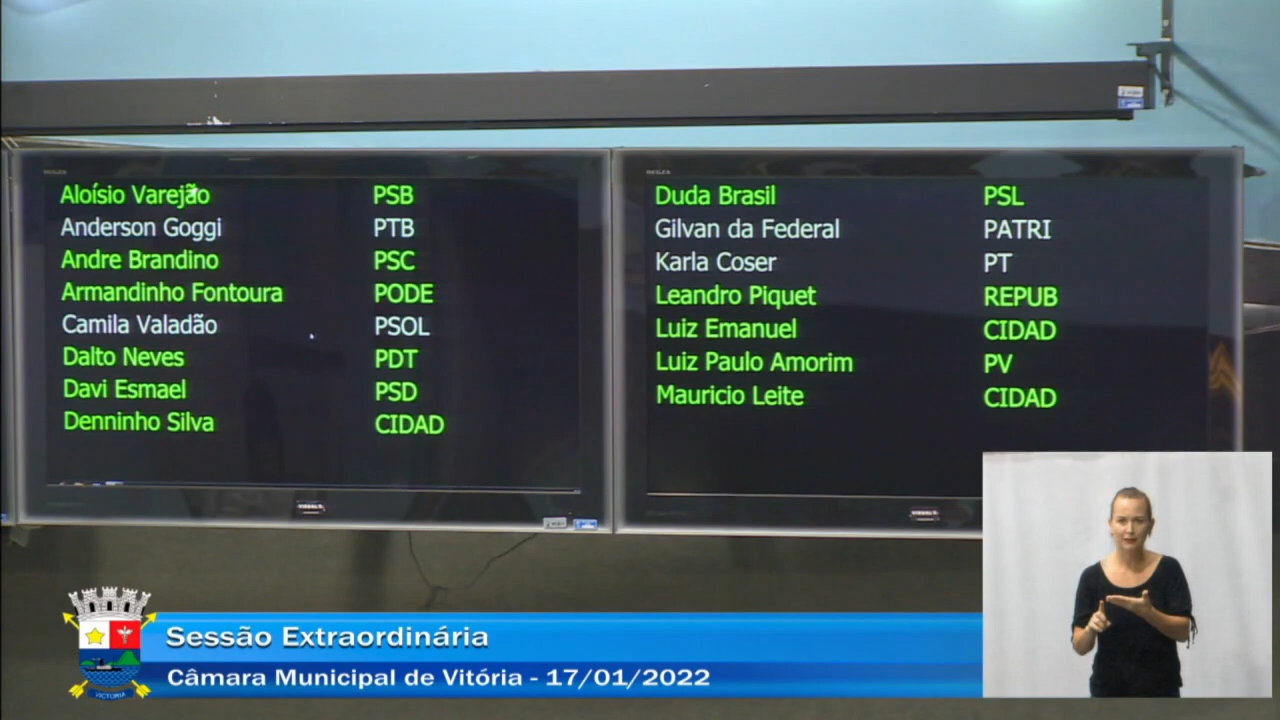 Aloísio Varejão PSB
Anderson Goggi PTB
Andre Brandino PSC
Armandinho Fontoura PODE
Camila Valadão PSOL
Dalto Neves PDT
Davi Esmael PSD
Denninho Silva CIDAD
Duda Brasil PSL
Gilvan da Federal PATRI
Karla Coser PT
Leandro Piquet REPUB
Luiz Emanuel CIDAD
Luiz Paulo Amorim PV
Mauricio Leite CIDAD
Sessão Extraordinária
Câmara Municipal de Vitória - 17/01/2022